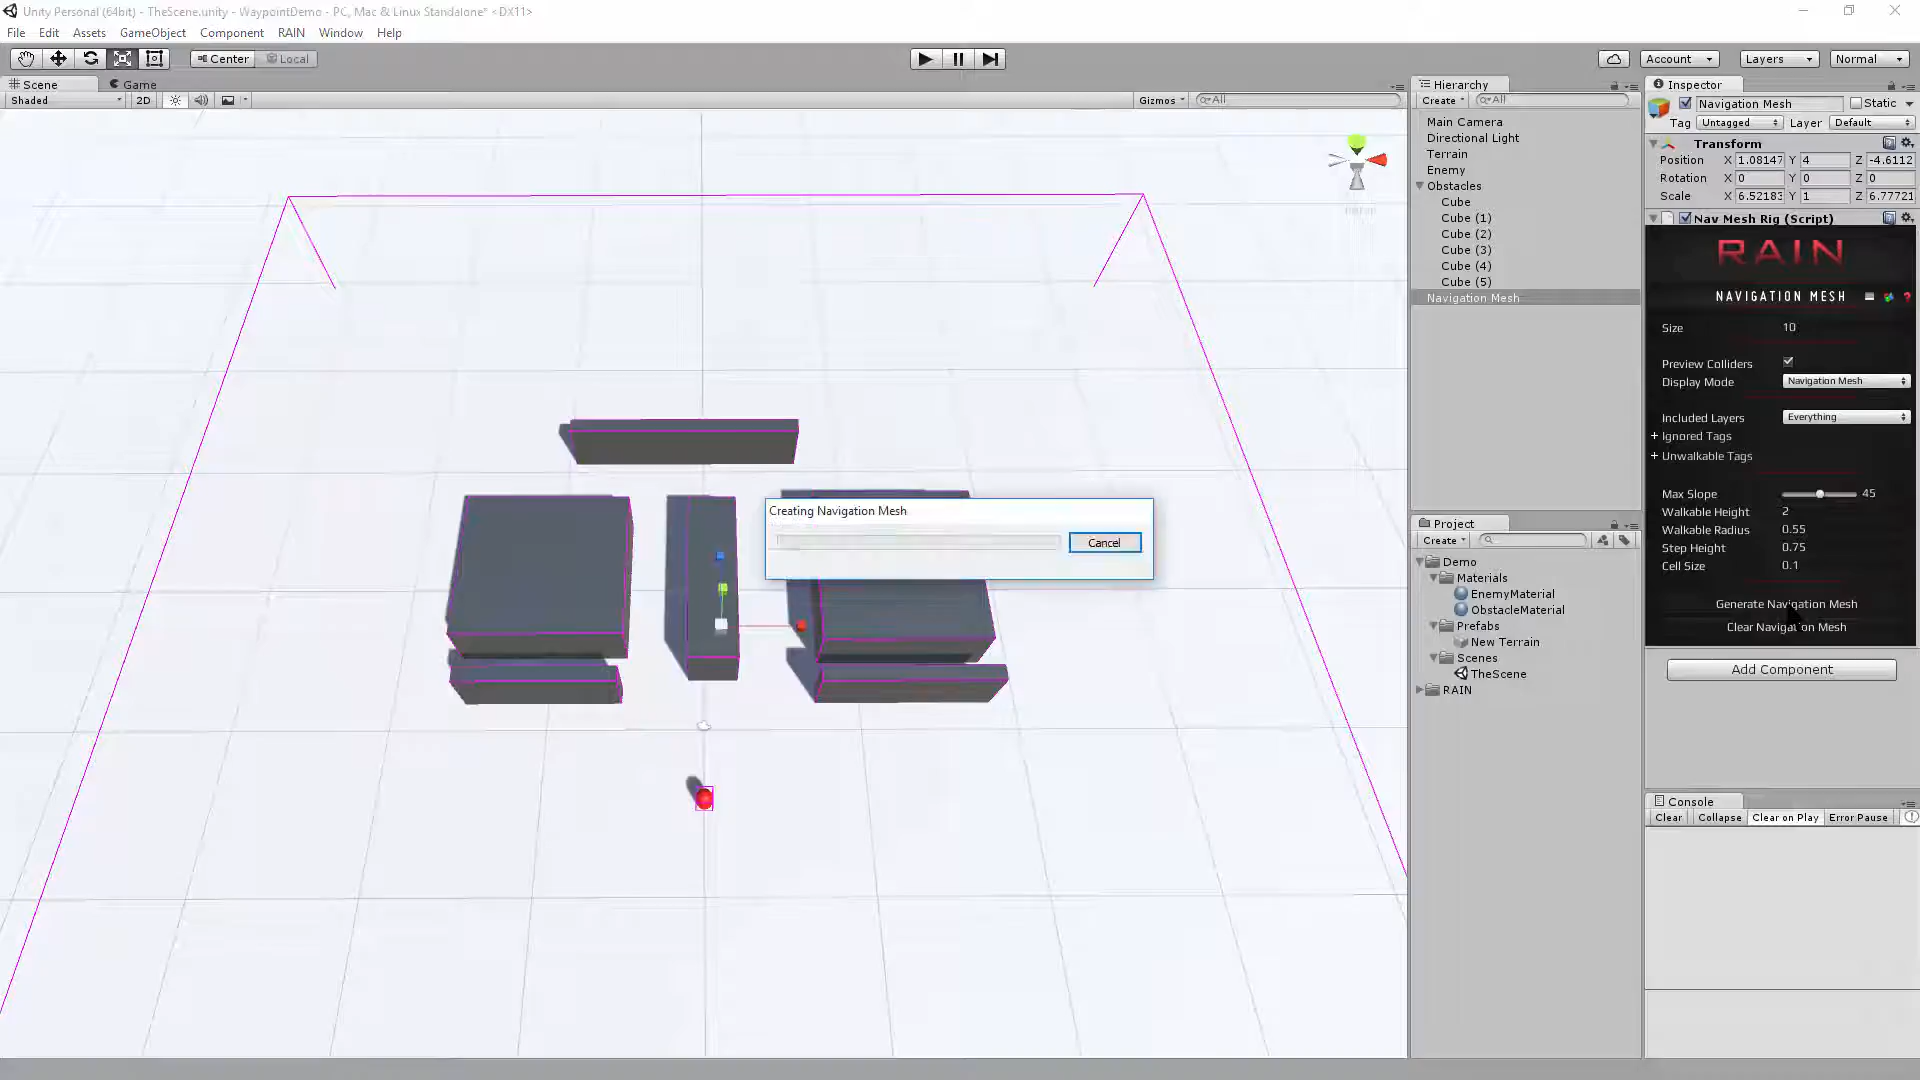 Unity Personal (64bit) - TheScene.unity - WaypointDemo - PC, Mac & Linux Standalone* <DX11>
File Edit Assets GameObject Component RAIN Window Help
Center Local
Account Layers Normal
Scene Game
Shaded 2D
Gizmos All
Hierarchy
Create All
Main Camera
Directional Light
Terrain
Enemy
Obstacles
Cube
Cube (1)
Cube (2)
Cube (3)
Cube (4)
Cube (5)
Navigation Mesh
Creating Navigation Mesh
Cancel
Project
Create
Demo
Materials
EnemyMaterial
ObstacleMaterial
Prefabs
New Terrain
Scenes
TheScene
RAIN
Inspector
Navigation Mesh Static
Tag Untagged Layer Default
Transform
Position X 1.08147 Y 4 Z -4.6112
Rotation X 0 Y 0 Z 0
Scale X 6.52183 Y 1 Z 6.77721
Nav Mesh Rig (Script)
RAIN
NAVIGATION MESH ?
Size 10
Preview Colliders
Display Mode Navigation Mesh
Included Layers Everything
+ Ignored Tags
+ Unwalkable Tags
Max Slope 45
Walkable Height 2
Walkable Radius 0.55
Step Height 0.75
Cell Size 0.1
Generate Navigation Mesh
Clear Navigation Mesh
Add Component
Console
Clear Collapse Clear on Play Error Pause